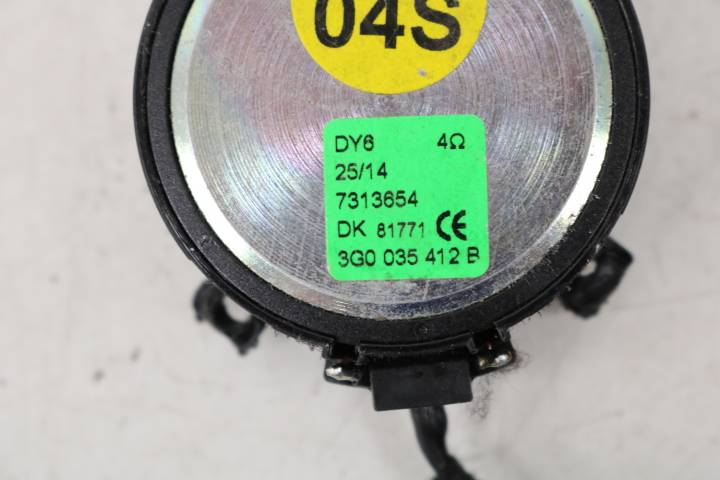 04S
DY6 4Ω
25/14
7313654
DK 81771 CE
3G0 035 412 B